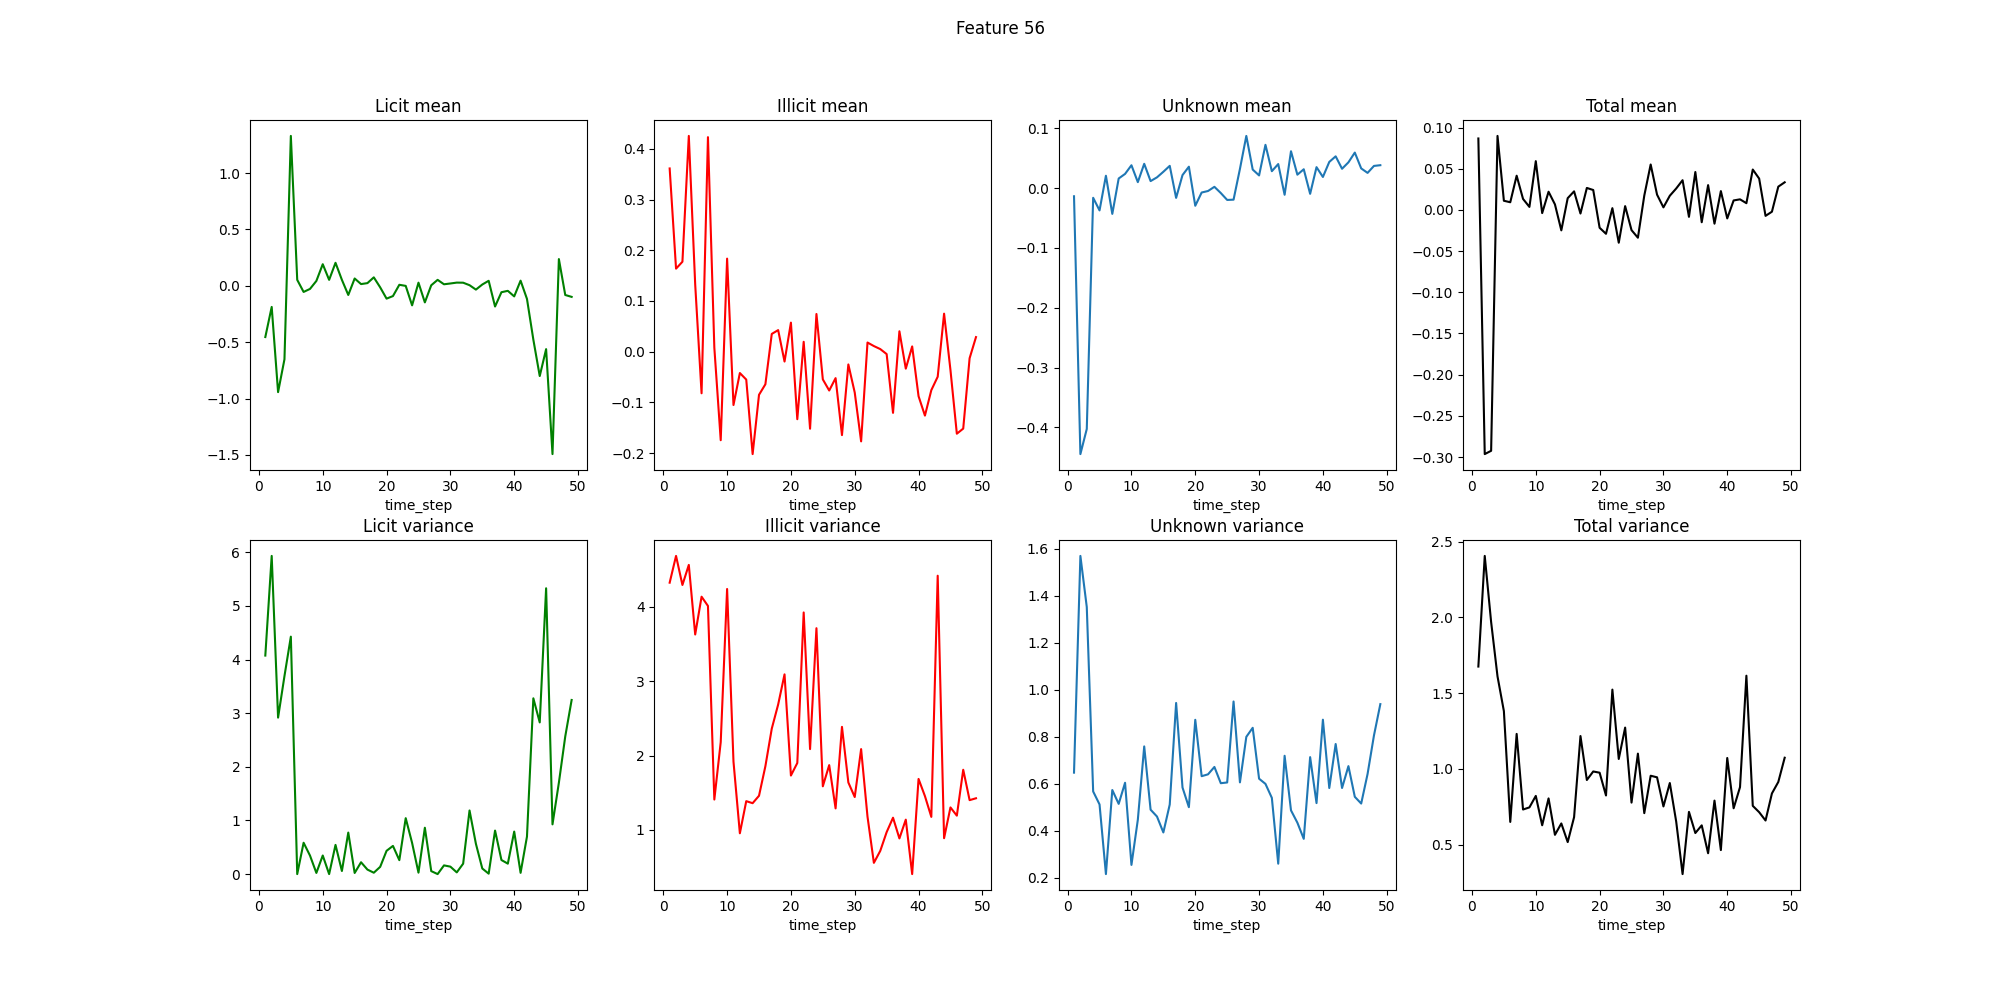 Feature 56
Licit mean
Illicit mean
Unknown mean
Total mean
1.0
0.5
0.0
−0.5
−1.0
−1.5
0 10 20 30 40 50
time_step
0.4
0.3
0.2
0.1
0.0
−0.1
−0.2
0 10 20 30 40 50
time_step
0.1
0.0
−0.1
−0.2
−0.3
−0.4
0 10 20 30 40 50
time_step
0.10
0.05
0.00
−0.05
−0.10
−0.15
−0.20
−0.25
−0.30
0 10 20 30 40 50
time_step
Licit variance
Illicit variance
Unknown variance
Total variance
6
5
4
3
2
1
0
0 10 20 30 40 50
time_step
4
3
2
1
0 10 20 30 40 50
time_step
1.6
1.4
1.2
1.0
0.8
0.6
0.4
0.2
0 10 20 30 40 50
time_step
2.5
2.0
1.5
1.0
0.5
0 10 20 30 40 50
time_step